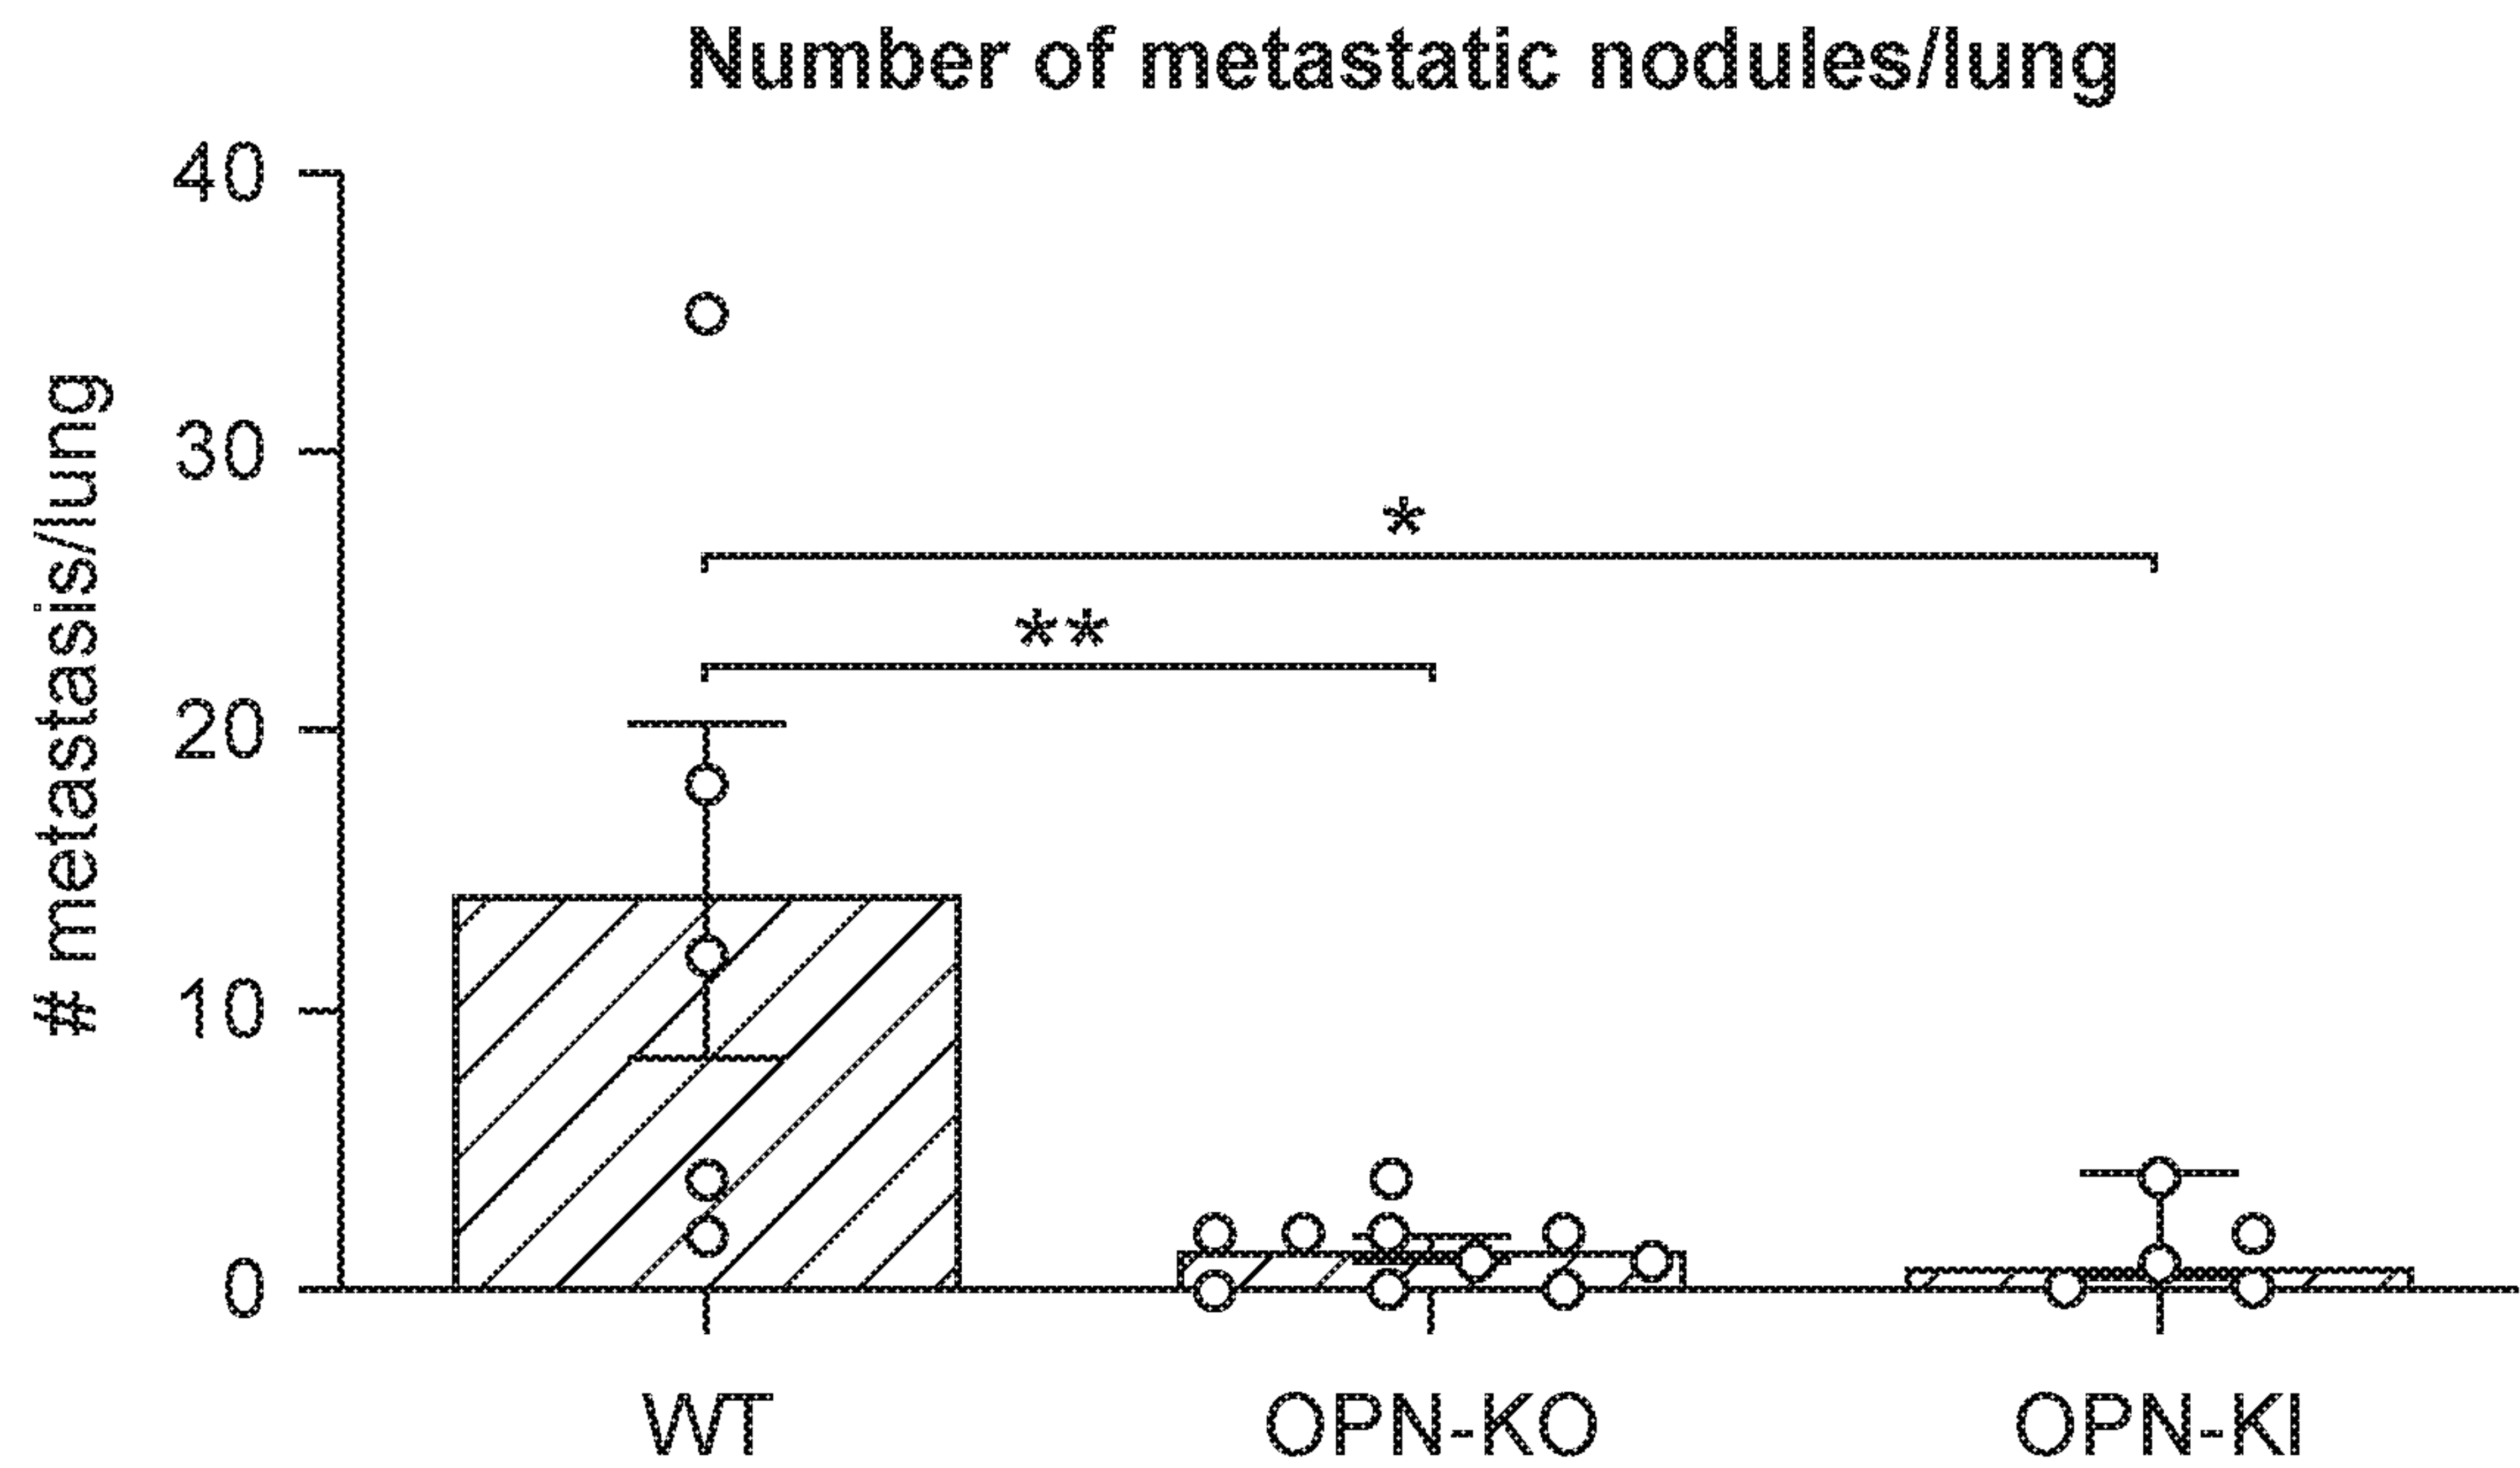 Number of metastatic nodules/lung
# metastasis/lung
40
30
20
10
0
*
**
WT
OPN-KO
OPN-KI